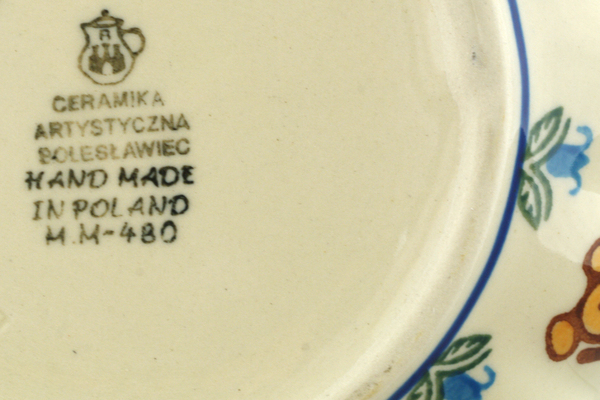 CERAMIKA
ARTYSTYCZNA
BOLESŁAWIEC
HAND MADE
IN POLAND
M.M-480